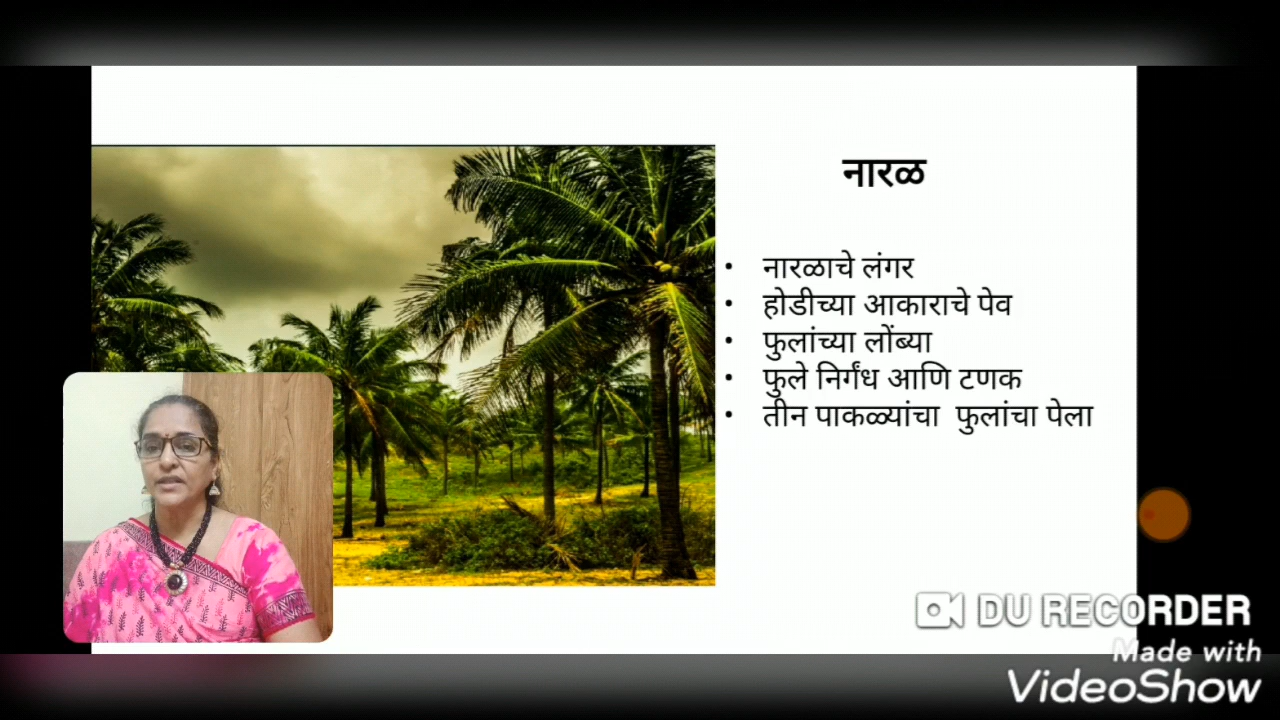 नारळ
• नारळाचे लंगर
• होडीच्या आकाराचे पेव
• फुलांच्या लोंब्या
• फुले निर्गंध आणि टणक
• तीन पाकळ्यांचा फुलांचा पेला
DU RECORDER
Made with
VideoShow